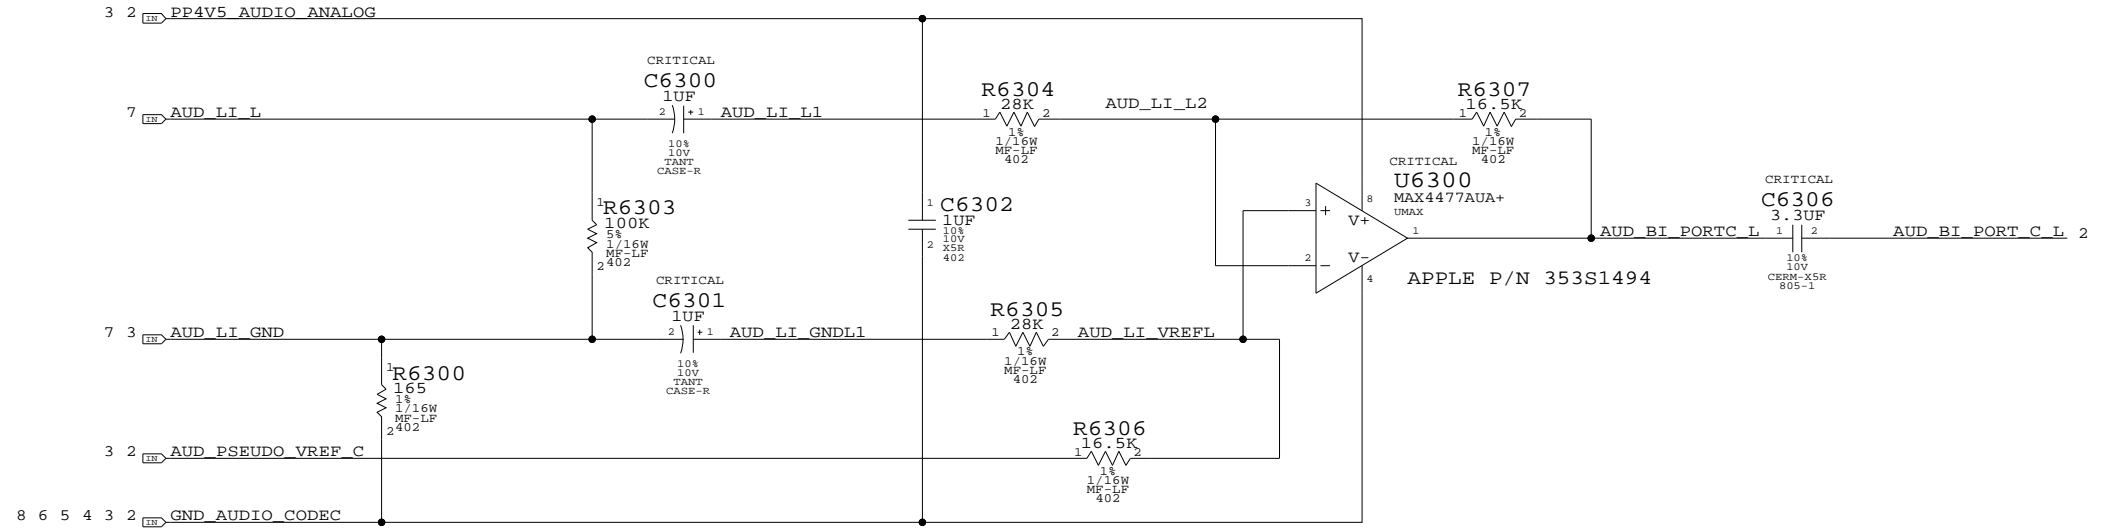 3 2 IN PP4V5_AUDIO_ANALOG
CRITICAL
C6300
1UF
2 + 1
10%
10V
TANT
CASE-R
7 IN AUD_LI_L
AUD_LI_L1
R6304
28K
1 2
1%
1/16W
MF-LF
402
AUD_LI_L2
R6307
16.5K
1 2
1%
1/16W
MF-LF
402
CRITICAL
U6300
MAX4477AUA+
UMAX
8
3 +
V+
1
2 -
V-
4
APPLE P/N 353S1494
CRITICAL
C6306
3.3UF
1 2
10%
10V
CERM-X5R
805-1
AUD_BI_PORTC_L
AUD_BI_PORT_C_L 2
1
R6303
100K
5%
1/16W
MF-LF
402
2
1
C6302
1UF
10%
10V
X5R
402
2
CRITICAL
C6301
1UF
2 + 1
10%
10V
TANT
CASE-R
7 3 IN AUD_LI_GND
AUD_LI_GNDL1
R6305
28K
1 2
1%
1/16W
MF-LF
402
AUD_LI_VREFL
1
R6300
165
1%
1/16W
MF-LF
402
2
R6306
16.5K
1 2
1%
1/16W
MF-LF
402
3 2 IN AUD_PSEUDO_VREF_C
8 6 5 4 3 2 IN GND_AUDIO_CODEC